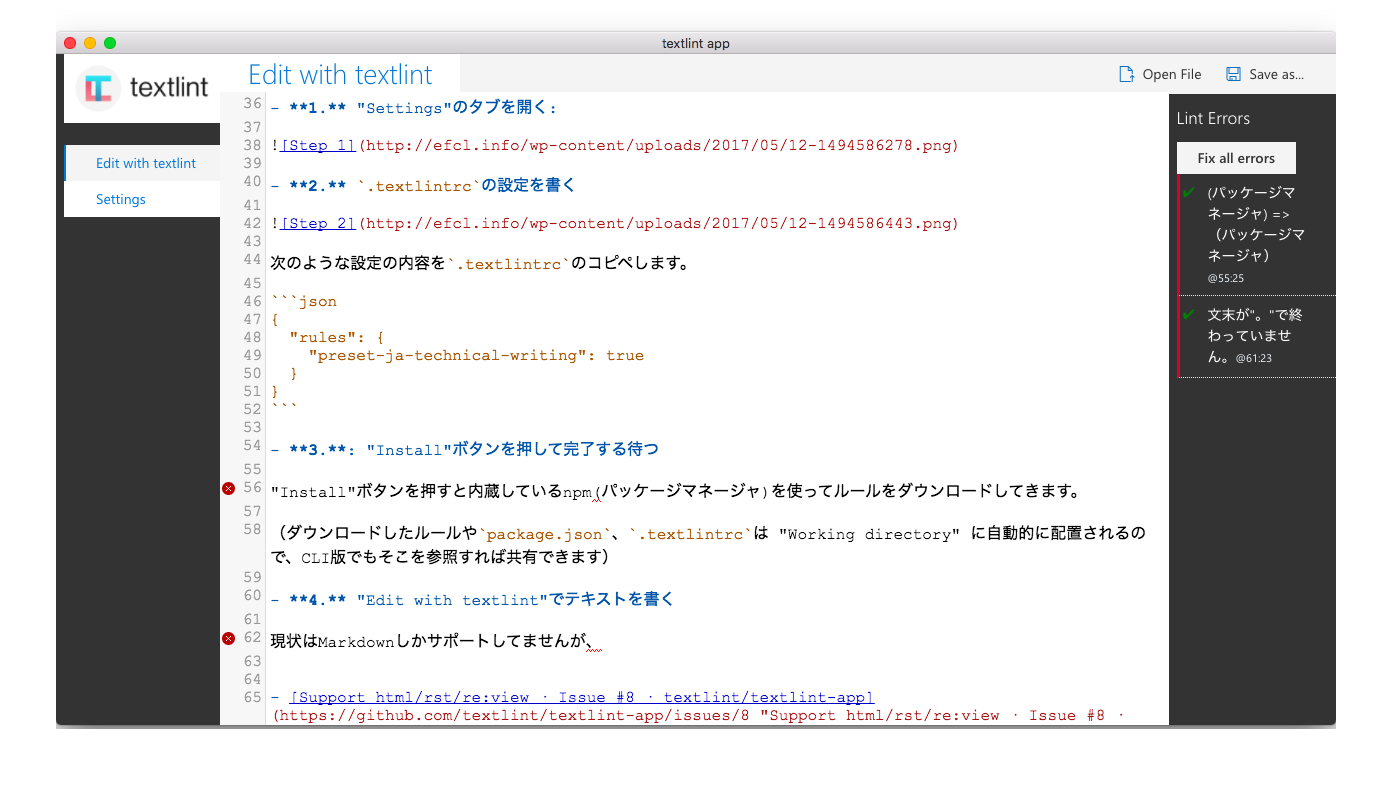 textlint app
textlint
Edit with textlint
Open File
Save as...
Edit with textlint
Settings
36 - **1.** "Settings"のタブを開く:
37
38 ![Step 1](http://efcl.info/wp-content/uploads/2017/05/12-1494586278.png)
39
40 - **2.** `.textlintrc`の設定を書く
41
42 ![Step 2](http://efcl.info/wp-content/uploads/2017/05/12-1494586443.png)
43
44 次のような設定の内容を`.textlintrc`のコピペします。
45
46 ```json
47 {
48   "rules": {
49     "preset-ja-technical-writing": true
50   }
51 }
52 ```
53
54 - **3.**: "Install"ボタンを押して完了する待つ
55
56 "Install"ボタンを押すと内蔵しているnpm(パッケージマネージャ)を使ってルールをダウンロードしてきます。
57
58 （ダウンロードしたルールや`package.json`、`.textlintrc`は "Working directory" に自動的に配置されるの
で、CLI版でもそこを参照すれば共有できます）
59
60 - **4.** "Edit with textlint"でテキストを書く
61
62 現状はMarkdownしかサポートしてませんが、
63
64
65 - [Support html/rst/re:view · Issue #8 · textlint/textlint-app]
(https://github.com/textlint/textlint-app/issues/8 "Support html/rst/re:view · Issue #8 ·
Lint Errors
Fix all errors
(パッケージマ
ネージャ) =>
（パッケージマ
ネージャ）
@55:25
文末が"。"で終
わっていませ
ん。@61:23